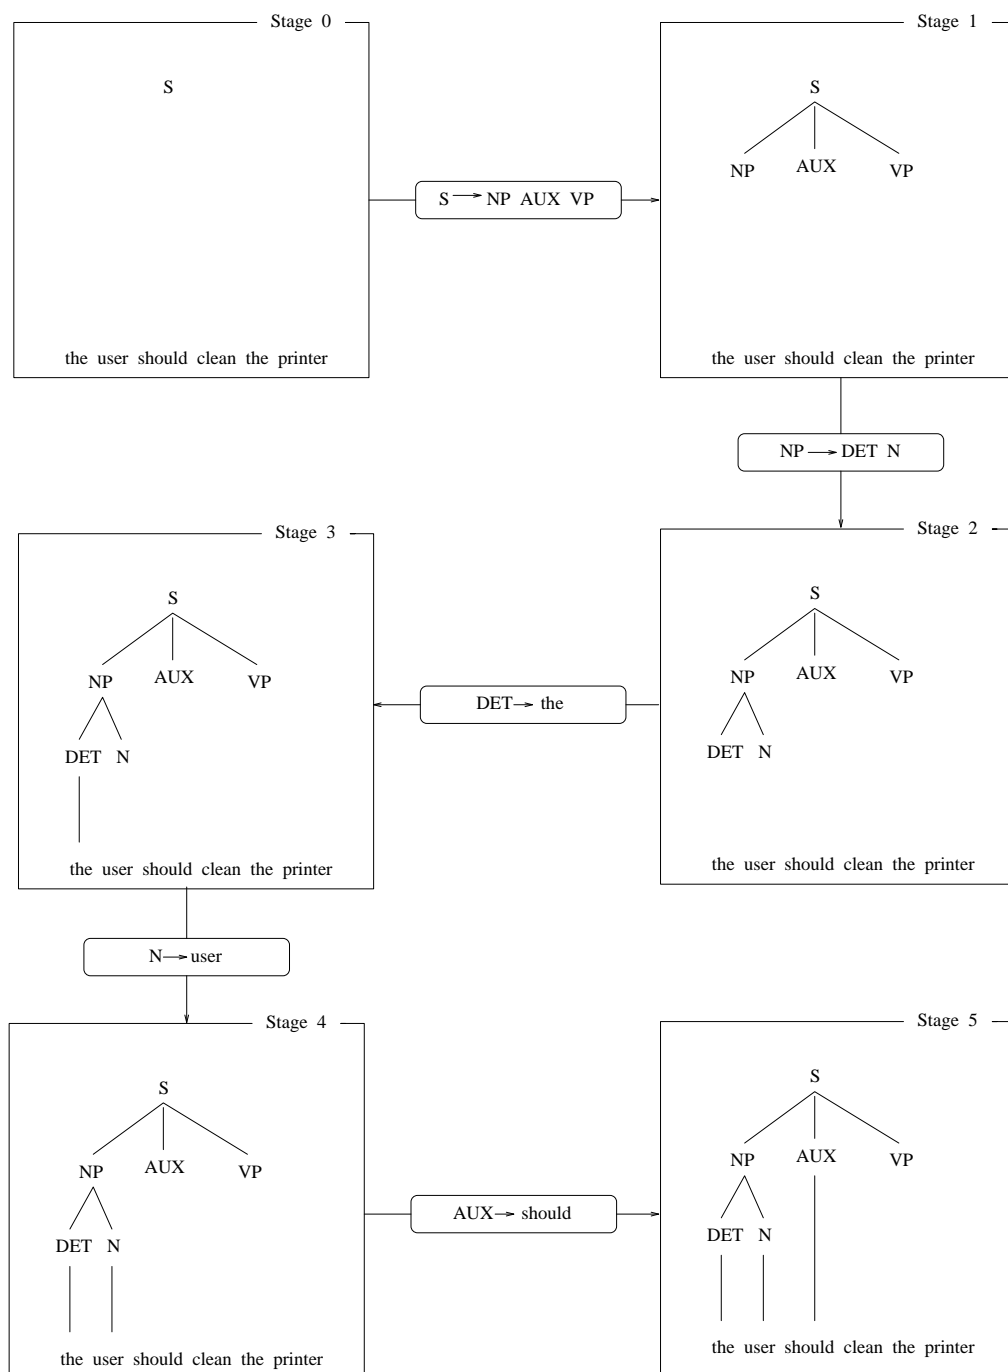 Stage 0
S
the user should clean the printer
S → NP AUX VP
Stage 1
S
NP AUX VP
the user should clean the printer
NP → DET N
Stage 2
S
NP AUX VP
DET N
the user should clean the printer
DET → the
Stage 3
S
NP AUX VP
DET N
the user should clean the printer
N → user
Stage 4
S
NP AUX VP
DET N
the user should clean the printer
AUX → should
Stage 5
S
NP AUX VP
DET N
the user should clean the printer